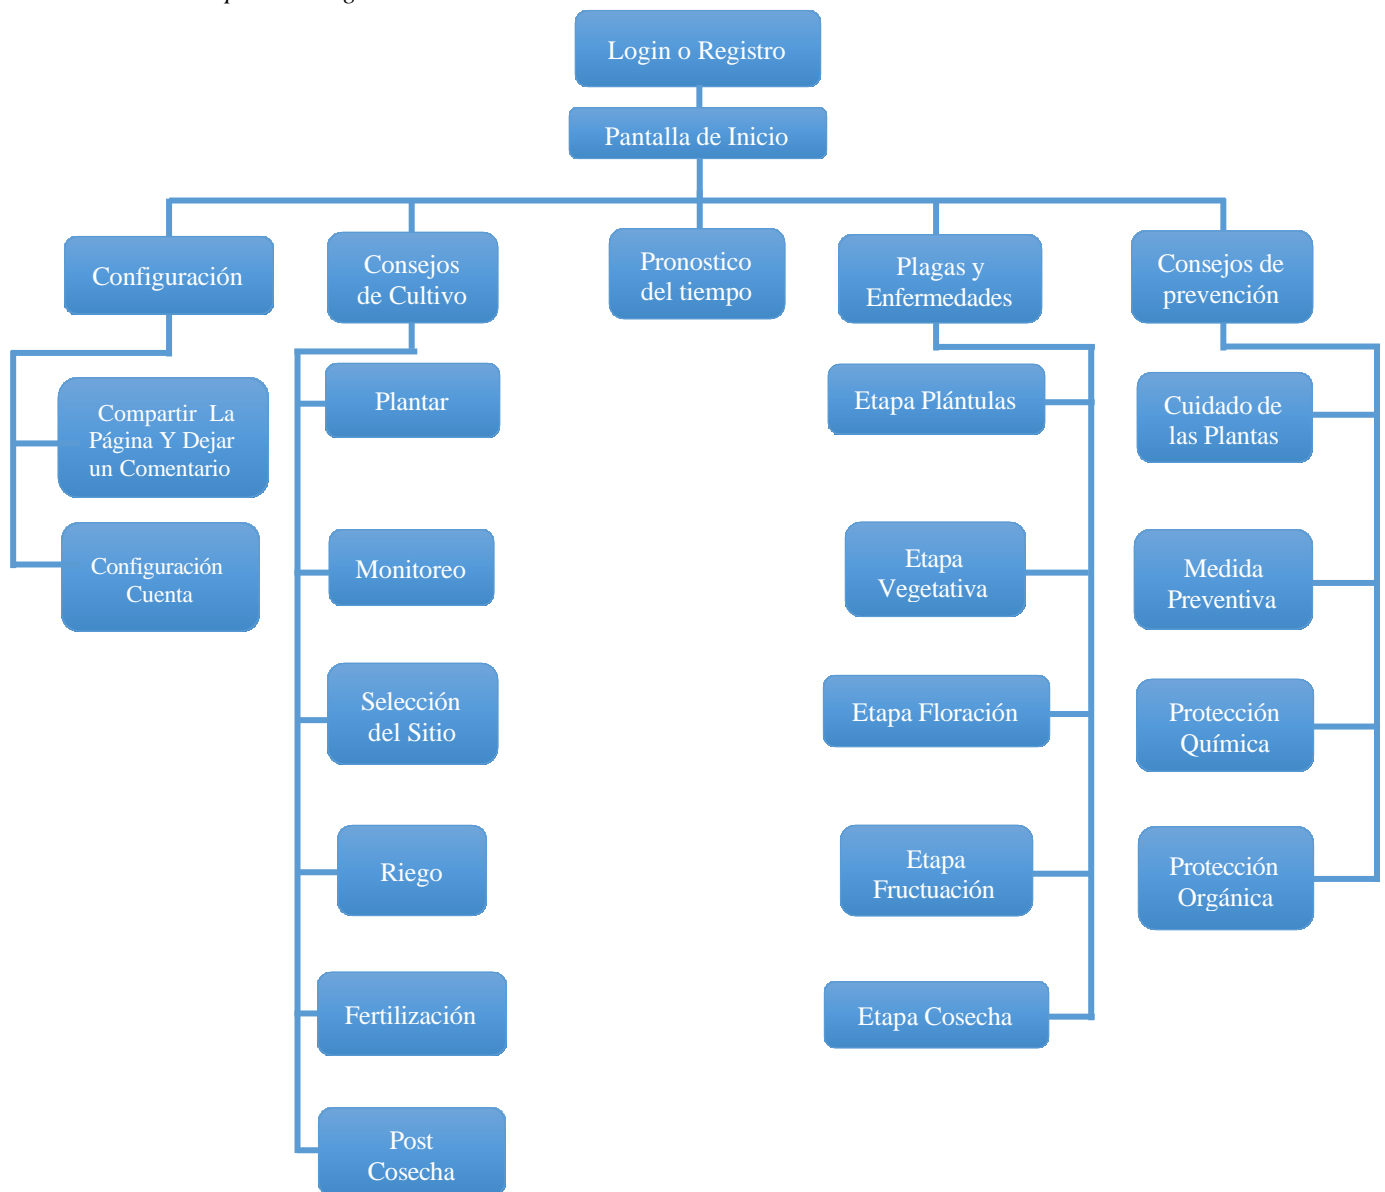 Login o Registro
Pantalla de Inicio
Configuración
Consejos
de Cultivo
Pronostico
del tiempo
Plagas y
Enfermedades
Consejos de
prevención
Compartir La
Página Y Dejar
un Comentario
Configuración
Cuenta
Plantar
Monitoreo
Selección
del Sitio
Riego
Fertilización
Post
Cosecha
Etapa Plántulas
Etapa
Vegetativa
Etapa Floración
Etapa
Fructuación
Etapa Cosecha
Cuidado de
las Plantas
Medida
Preventiva
Protección
Química
Protección
Orgánica